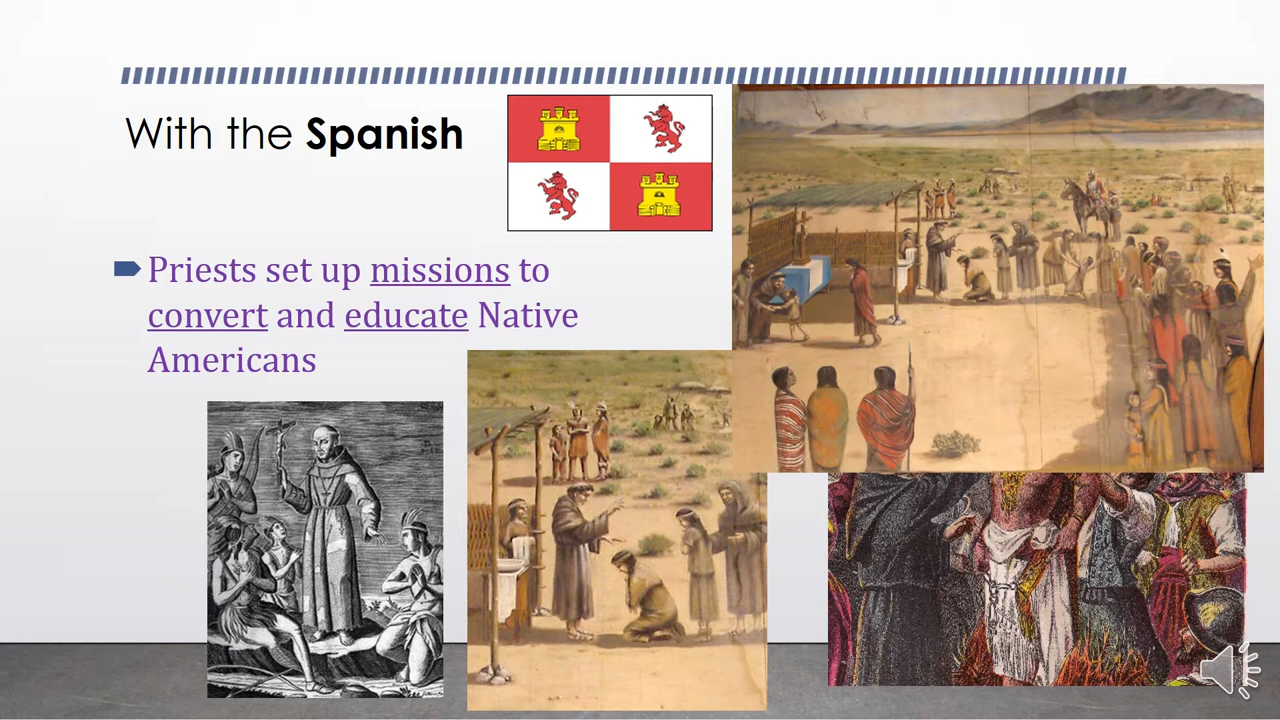 With the Spanish
Priests set up missions to
convert and educate Native
Americans